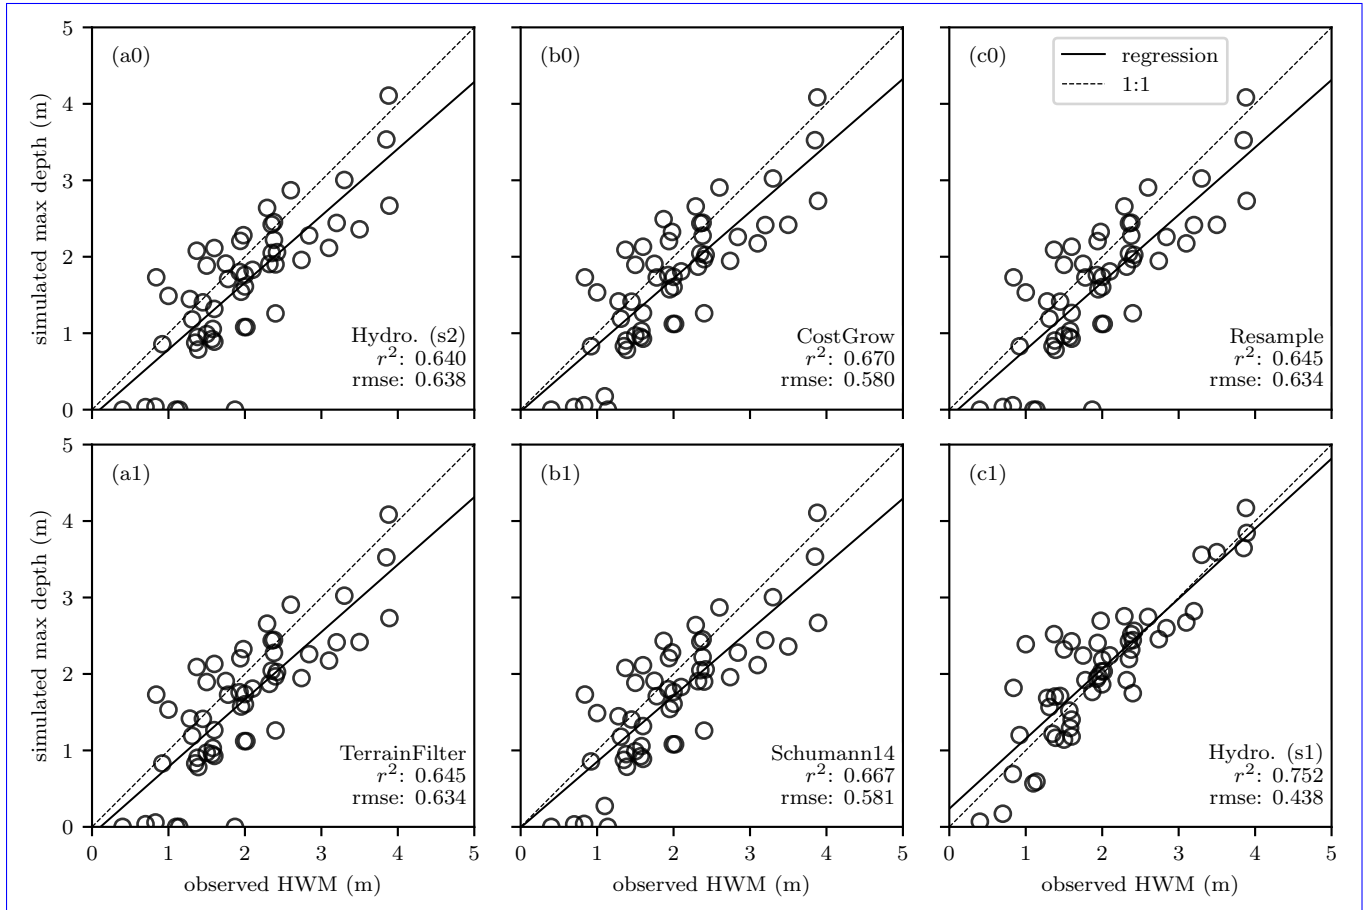 (a0)
Hydro. (s2)
r²: 0.640
rmse: 0.638
simulated max depth (m)
5
4
3
2
1
0
(b0)
CostGrow
r²: 0.670
rmse: 0.580
(c0)
regression
1:1
Resample
r²: 0.645
rmse: 0.634
(a1)
TerrainFilter
r²: 0.645
rmse: 0.634
simulated max depth (m)
5
4
3
2
1
0
0 1 2 3 4 5
observed HWM (m)
(b1)
Schumann14
r²: 0.667
rmse: 0.581
0 1 2 3 4 5
observed HWM (m)
(c1)
Hydro. (s1)
r²: 0.752
rmse: 0.438
0 1 2 3 4 5
observed HWM (m)